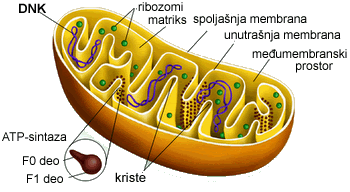 DNK
ribozomi
matriks
spoljašnja membrana
unutrašnja membrana
međumembranski
prostor
ATP-sintaza
F0 deo
F1 deo
kriste